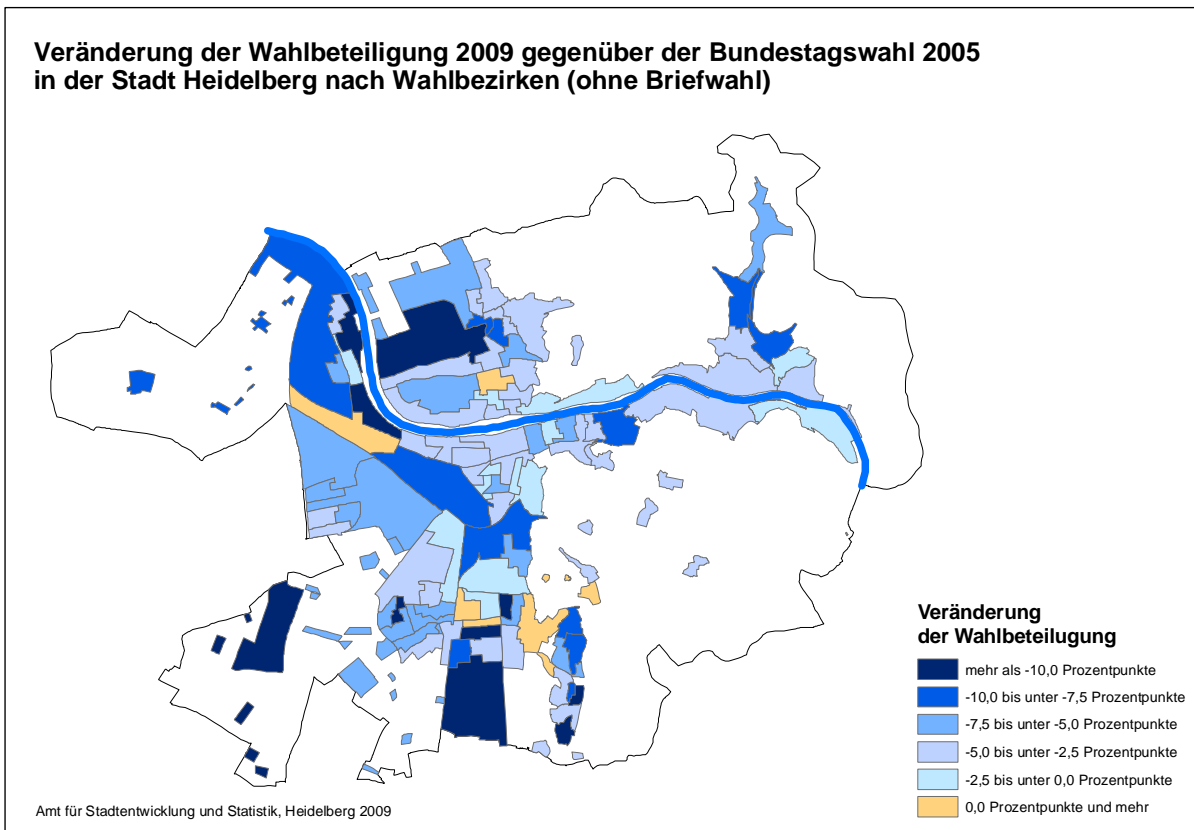 Veränderung der Wahlbeteiligung 2009 gegenüber der Bundestagswahl 2005
in der Stadt Heidelberg nach Wahlbezirken (ohne Briefwahl)
Veränderung
der Wahlbeteilugung
mehr als -10,0 Prozentpunkte
-10,0 bis unter -7,5 Prozentpunkte
-7,5 bis unter -5,0 Prozentpunkte
-5,0 bis unter -2,5 Prozentpunkte
-2,5 bis unter 0,0 Prozentpunkte
0,0 Prozentpunkte und mehr
Amt für Stadtentwicklung und Statistik, Heidelberg 2009